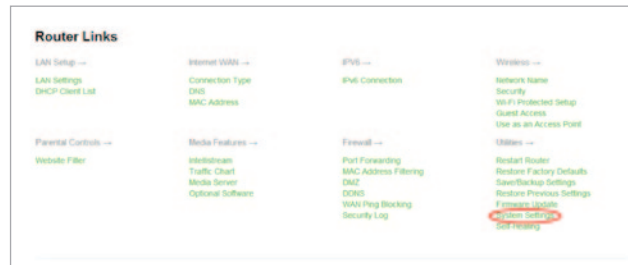 Router Links
LAN Setup →
LAN Settings
DHCP Client List
Internet WAN →
Connection Type
DNS
MAC Address
IPV6 →
IPv6 Connection
Wireless →
Network Name
Security
Wi-Fi Protected Setup
Guest Access
Use as an Access Point
Parental Controls →
Website Filter
Media Features →
Intellistream
Traffic Chart
Media Server
Optional Software
Firewall →
Port Forwarding
MAC Address Filtering
DMZ
DDNS
WAN Ping Blocking
Security Log
Utilities →
Restart Router
Restore Factory Defaults
Save/Backup Settings
Restore Previous Settings
Firmware Update
System Settings
Self-Healing